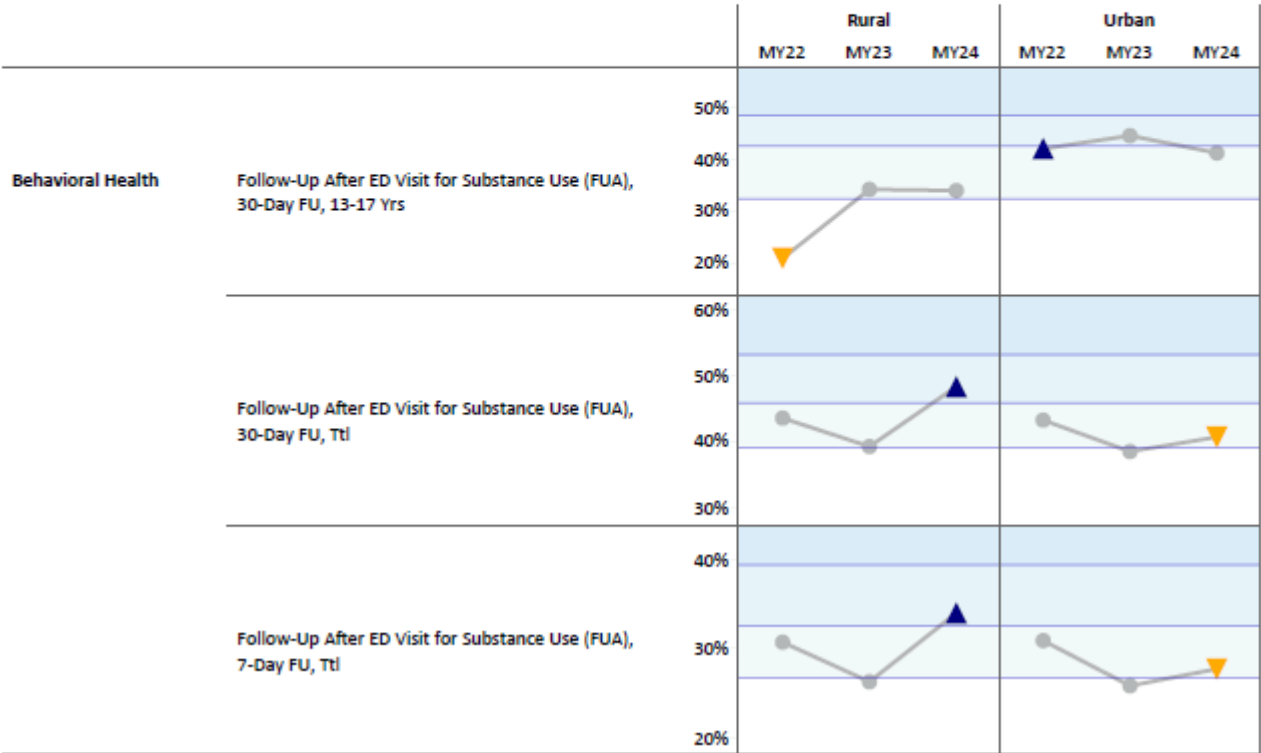 Rural Urban
MY22 MY23 MY24 MY22 MY23 MY24
50%
40%
Behavioral Health
Follow-Up After ED Visit for Substance Use (FUA),
30-Day FU, 13-17 Yrs
30%
20%
60%
50%
Follow-Up After ED Visit for Substance Use (FUA),
30-Day FU, Ttl
40%
30%
40%
Follow-Up After ED Visit for Substance Use (FUA),
7-Day FU, Ttl
30%
20%